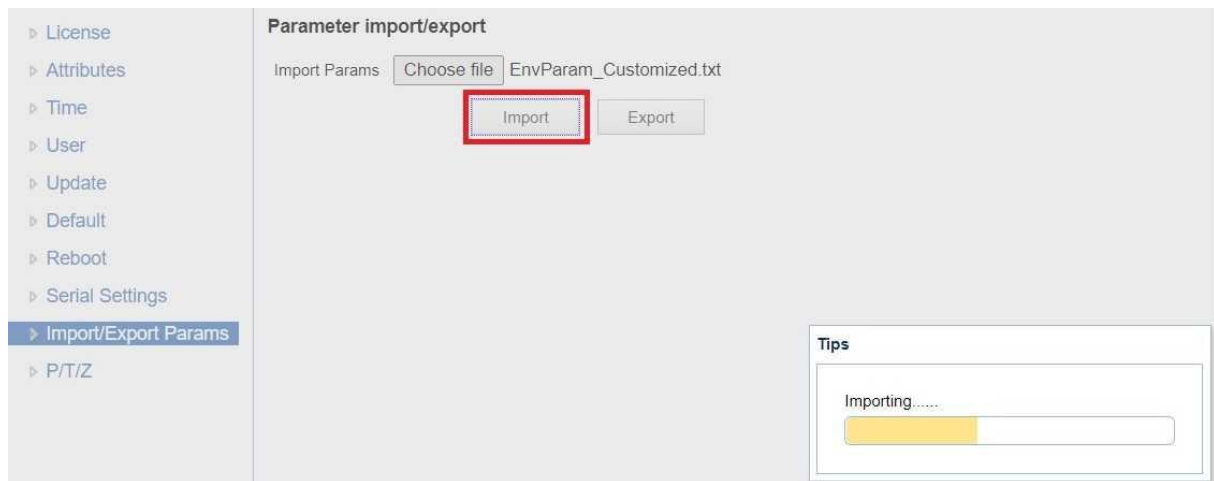 License
Attributes
Time
User
Update
Default
Reboot
Serial Settings
Import/Export Params
P/T/Z
Parameter import/export
Import Params Choose file EnvParam_Customized.txt
Import Export
Tips
Importing......